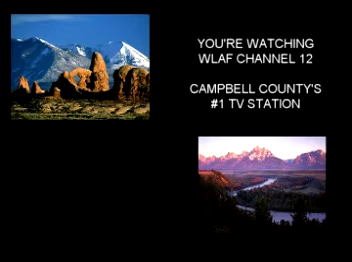 YOU'RE WATCHING
WLAF CHANNEL 12
CAMPBELL COUNTY'S
#1 TV STATION